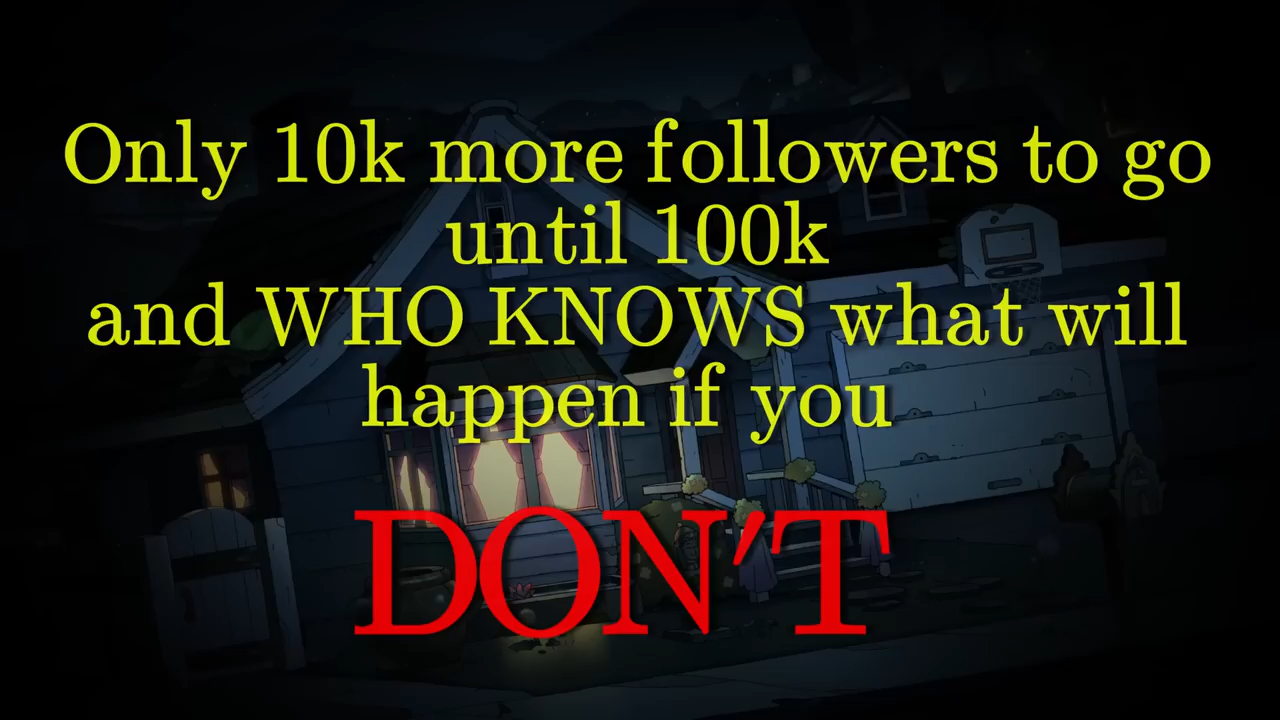 Only 10k more followers to go
until 100k
and WHO KNOWS what will
happen if you
DON'T